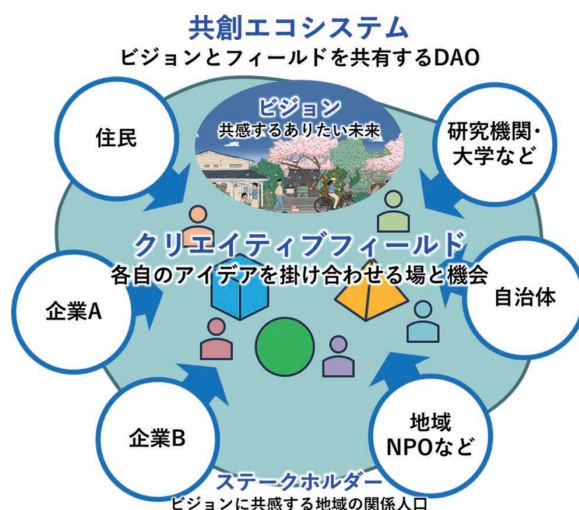 共創エコシステム
ビジョンとフィールドを共有するDAO
ビジョン
共感するありたい未来
住民
研究機関・
大学など
クリエイティブフィールド
各自のアイデアを掛け合わせる場と機会
企業A
自治体
企業B
地域
NPOなど
ステークホルダー
ビジョンに共感する地域の関係人口